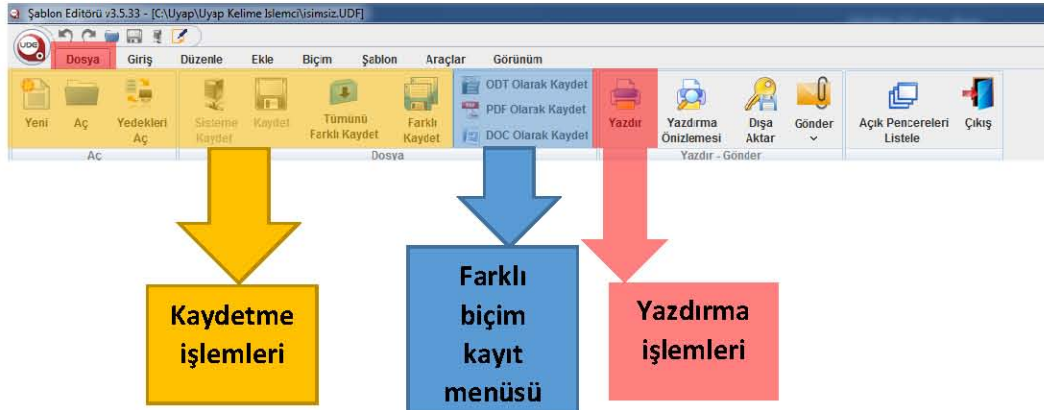 Şablon Editörü v3.5.33 - [C:\Uyap\Uyap Kelime Islemci\isimsiz.UDF]
UDE
Dosya Giriş Düzenle Ekle Biçim Şablon Araçlar Görünüm
Yeni
Aç
Yedekleri
Aç
Sisteme
Kaydet
Kaydet
Tümünü
Farklı Kaydet
Farklı
Kaydet
ODT Olarak Kaydet
PDF Olarak Kaydet
DOC Olarak Kaydet
Yazdır
Yazdırma
Önizlemesi
Dışa
Aktar
Gönder
Açık Pencereleri
Listele
Çıkış
Aç
Dosya
Yazdır - Gönder
Kaydetme
işlemleri
Farklı
biçim
kayıt
menüsü
Yazdırma
işlemleri